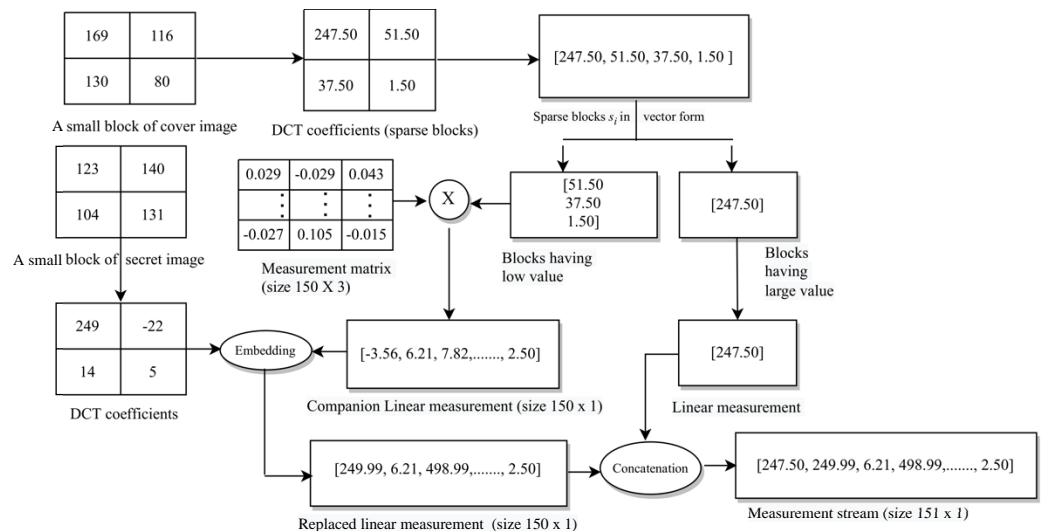 169 116
130 80
A small block of cover image
247.50 51.50
37.50 1.50
DCT coefficients (sparse blocks)
[247.50, 51.50, 37.50, 1.50 ]
Sparse blocks si in vector form
123 140
104 131
A small block of secret image
0.029 -0.029 0.043
⋮ ⋮ ⋮
-0.027 0.105 -0.015
Measurement matrix
(size 150 X 3)
X
[51.50
37.50
1.50]
Blocks having
low value
[247.50]
Blocks
having
large value
249 -22
14 5
DCT coefficients
Embedding
[-3.56, 6.21, 7.82,......., 2.50]
Companion Linear measurement (size 150 x 1)
[247.50]
Linear measurement
[249.99, 6.21, 498.99,......., 2.50]
Replaced linear measurement (size 150 x 1)
Concatenation
[247.50, 249.99, 6.21, 498.99,......., 2.50]
Measurement stream (size 151 x 1)